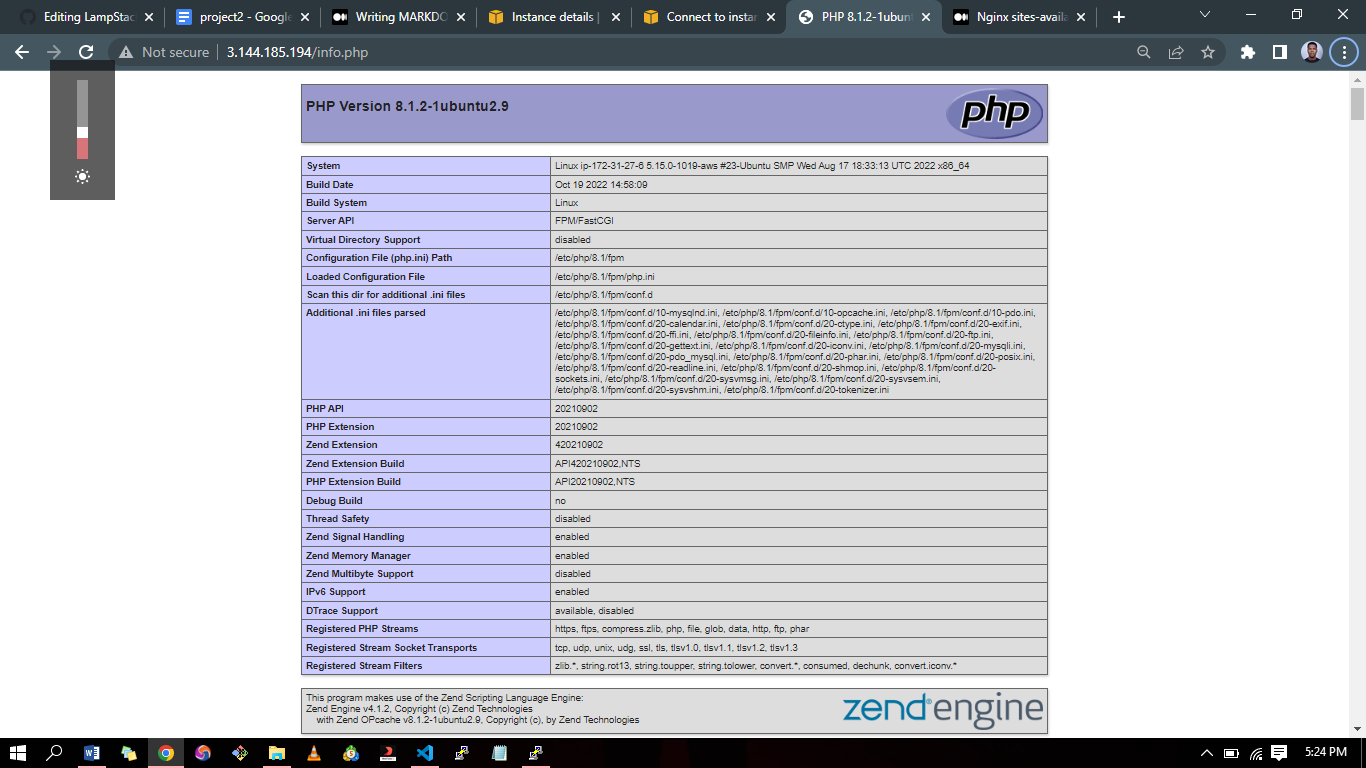 Editing LampStac
project2 - Google
Writing MARKDO
Instance details |
Connect to instan
PHP 8.1.2-1ubunt
Nginx sites-availa
Not secure
3.144.185.194/info.php
PHP Version 8.1.2-1ubuntu2.9
php
System Linux ip-172-31-27-6 5.15.0-1019-aws #23-Ubuntu SMP Wed Aug 17 18:33:13 UTC 2022 x86_64
Build Date Oct 19 2022 14:58:09
Build System Linux
Server API FPM/FastCGI
Virtual Directory Support disabled
Configuration File (php.ini) Path /etc/php/8.1/fpm
Loaded Configuration File /etc/php/8.1/fpm/php.ini
Scan this dir for additional .ini files /etc/php/8.1/fpm/conf.d
Additional .ini files parsed /etc/php/8.1/fpm/conf.d/10-mysqlnd.ini, /etc/php/8.1/fpm/conf.d/10-opcache.ini, /etc/php/8.1/fpm/conf.d/10-pdo.ini,
/etc/php/8.1/fpm/conf.d/20-calendar.ini, /etc/php/8.1/fpm/conf.d/20-ctype.ini, /etc/php/8.1/fpm/conf.d/20-exif.ini,
/etc/php/8.1/fpm/conf.d/20-ffi.ini, /etc/php/8.1/fpm/conf.d/20-fileinfo.ini, /etc/php/8.1/fpm/conf.d/20-ftp.ini,
/etc/php/8.1/fpm/conf.d/20-gettext.ini, /etc/php/8.1/fpm/conf.d/20-iconv.ini, /etc/php/8.1/fpm/conf.d/20-mysqli.ini,
/etc/php/8.1/fpm/conf.d/20-pdo_mysql.ini, /etc/php/8.1/fpm/conf.d/20-phar.ini, /etc/php/8.1/fpm/conf.d/20-posix.ini,
/etc/php/8.1/fpm/conf.d/20-readline.ini, /etc/php/8.1/fpm/conf.d/20-shmop.ini, /etc/php/8.1/fpm/conf.d/20-
sockets.ini, /etc/php/8.1/fpm/conf.d/20-sysvmsg.ini, /etc/php/8.1/fpm/conf.d/20-sysvsem.ini,
/etc/php/8.1/fpm/conf.d/20-sysvshm.ini, /etc/php/8.1/fpm/conf.d/20-tokenizer.ini
PHP API 20210902
PHP Extension 20210902
Zend Extension 420210902
Zend Extension Build API420210902,NTS
PHP Extension Build API20210902,NTS
Debug Build no
Thread Safety disabled
Zend Signal Handling enabled
Zend Memory Manager enabled
Zend Multibyte Support disabled
IPv6 Support enabled
DTrace Support available, disabled
Registered PHP Streams https, ftps, compress.zlib, php, file, glob, data, http, ftp, phar
Registered Stream Socket Transports tcp, udp, unix, udg, ssl, tls, tlsv1.0, tlsv1.1, tlsv1.2, tlsv1.3
Registered Stream Filters zlib.*, string.rot13, string.toupper, string.tolower, convert.*, consumed, dechunk, convert.iconv.*
This program makes use of the Zend Scripting Language Engine:
Zend Engine v4.1.2, Copyright (c) Zend Technologies
with Zend OPcache v8.1.2-1ubuntu2.9, Copyright (c), by Zend Technologies
zend® engine
5:24 PM